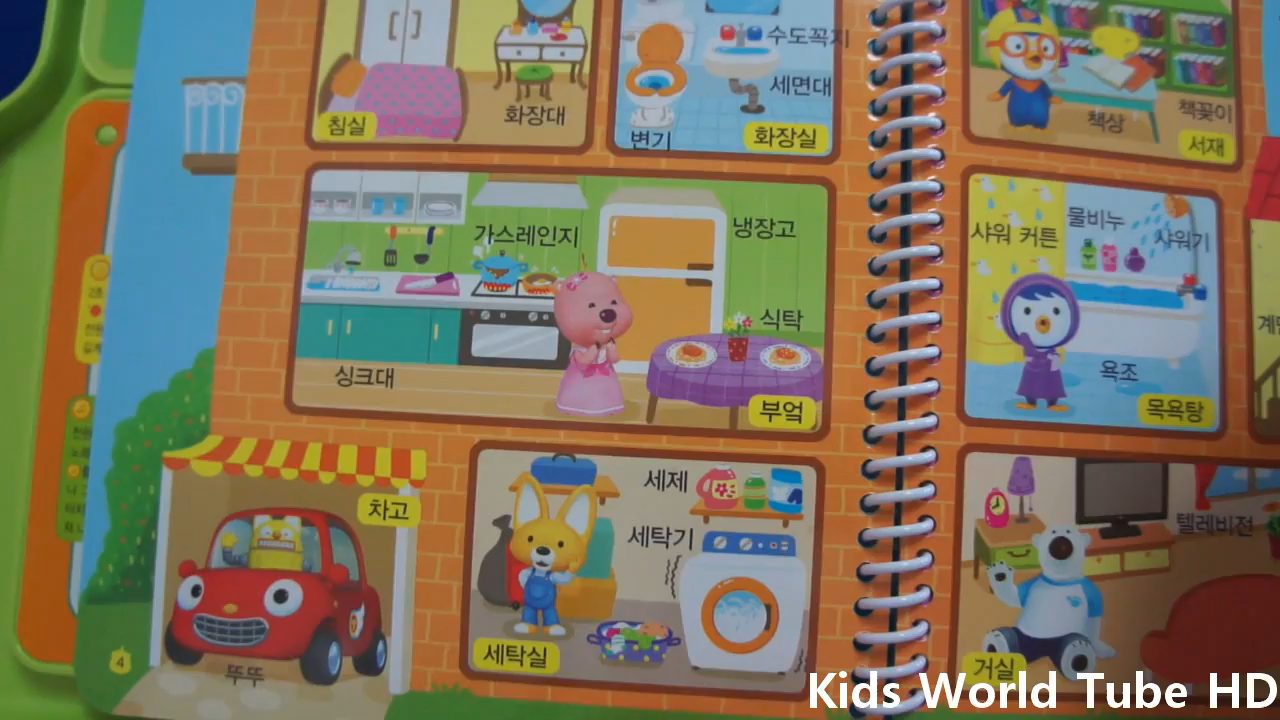 침실
화장대
변기
수도꼭지
세면대
화장실
책상
책꽂이
서재
가스레인지
냉장고
식탁
싱크대
부엌
샤워 커튼
물비누
샤워기
욕조
목욕탕
차고
뚜뚜
세제
세탁기
세탁실
텔레비전
거실
4
Kids World Tube HD